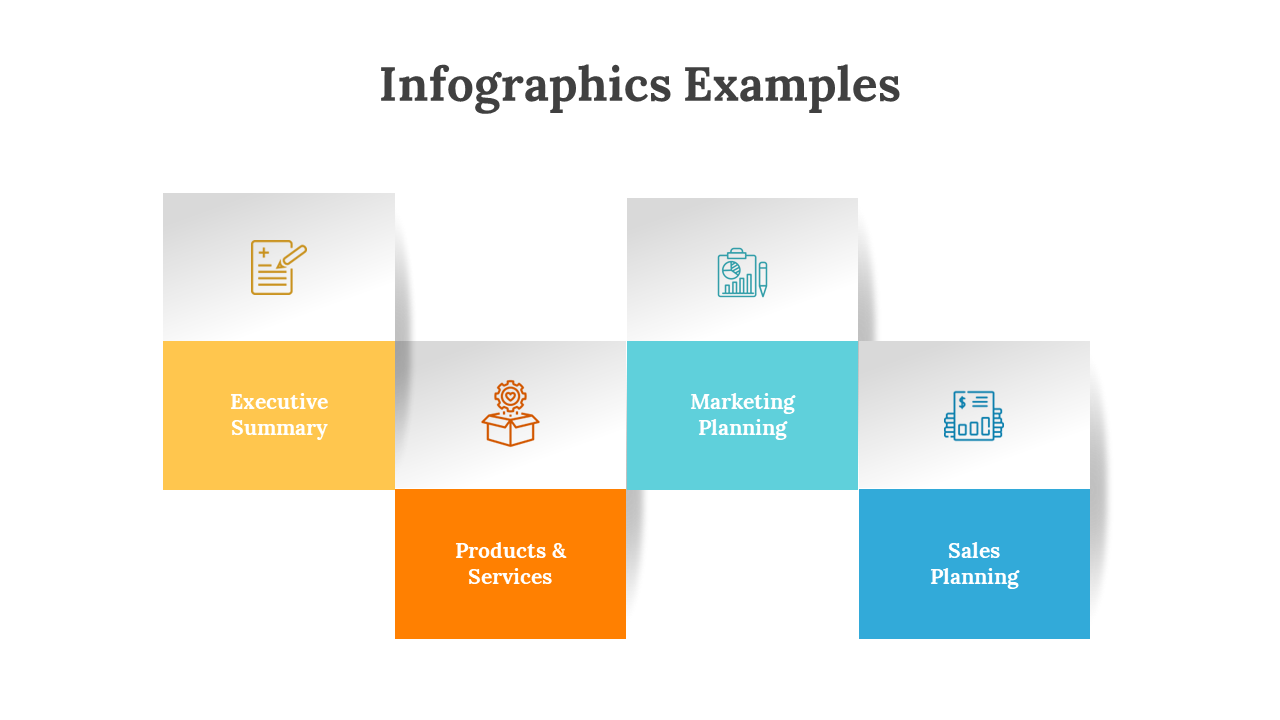 Infographics Examples
Executive
Summary
Products &
Services
Marketing
Planning
Sales
Planning